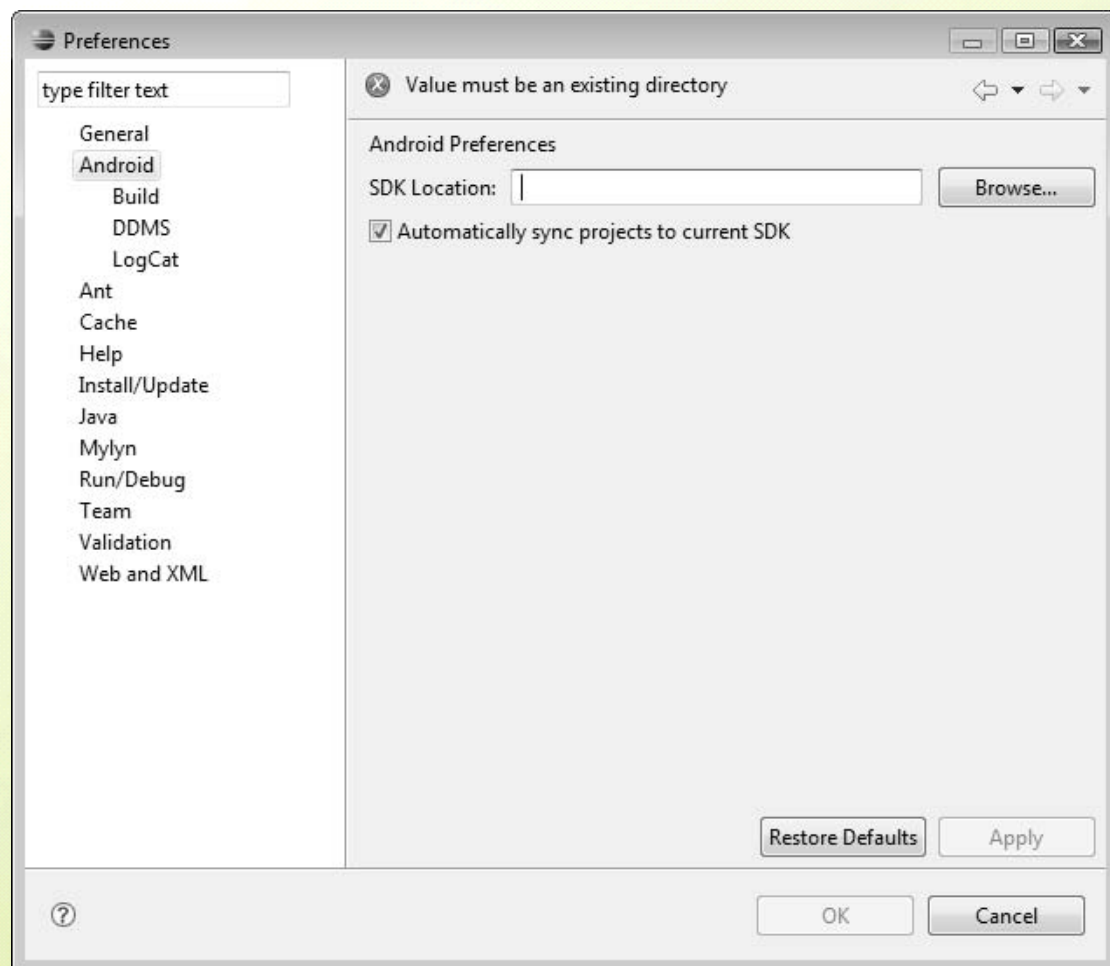 Preferences
type filter text
General
Android
Build
DDMS
LogCat
Ant
Cache
Help
Install/Update
Java
Mylyn
Run/Debug
Team
Validation
Web and XML
Value must be an existing directory
Android Preferences
SDK Location:
Browse...
Automatically sync projects to current SDK
Restore Defaults
Apply
?
OK
Cancel